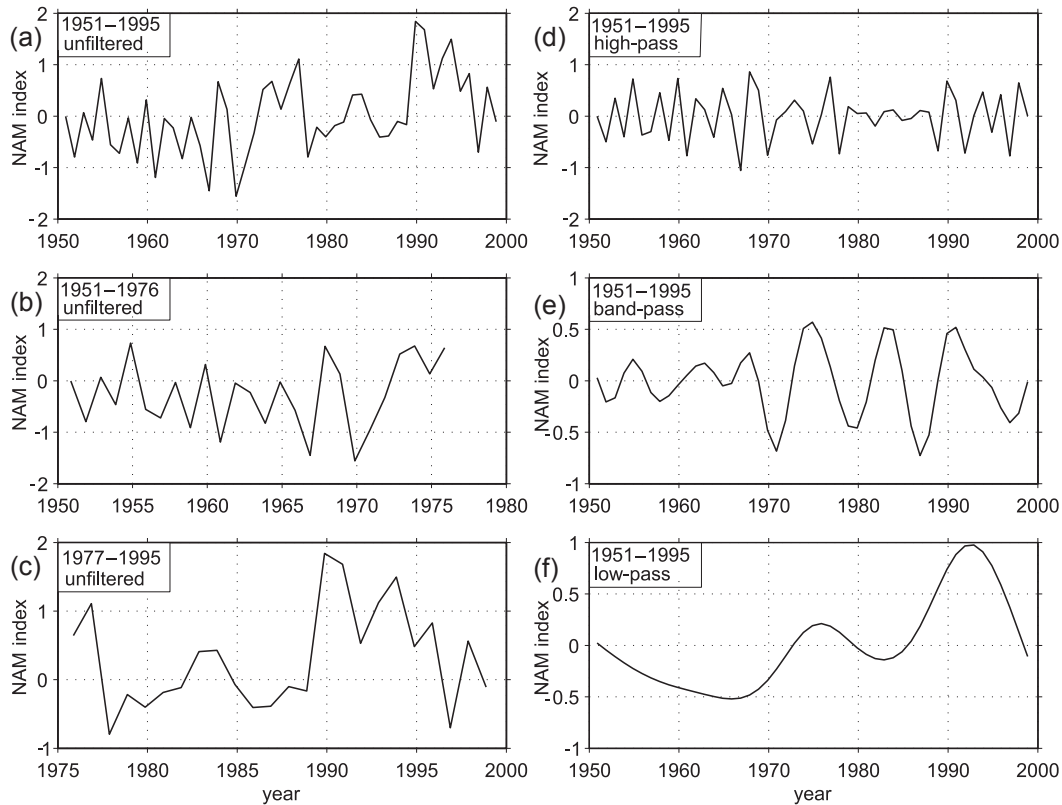 (a)
1951–1995
unfiltered
NAM index
2
1
0
-1
2
1950 1960 1970 1980 1990 2000
(d)
1951–1995
high-pass
NAM index
2
1
0
-1
2
1950 1960 1970 1980 1990 2000
(b)
1951–1976
unfiltered
NAM index
2
1
0
-1
2
1950 1955 1960 1965 1970 1975 1980
(e)
1951–1995
band-pass
NAM index
1
0.5
0
-0.5
-1
1950 1960 1970 1980 1990 2000
(c)
1977–1995
unfiltered
NAM index
2
1
0
-1
1975 1980 1985 1990 1995 2000
year
(f)
1951–1995
low-pass
NAM index
1
0.5
0
-0.5
-1
1950 1960 1970 1980 1990 2000
year